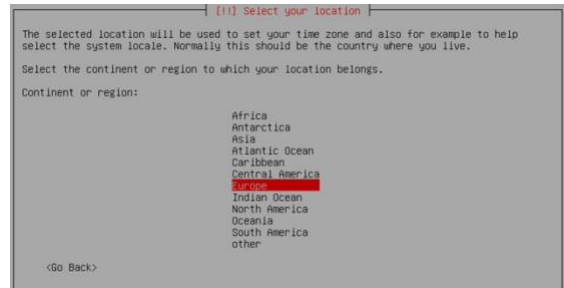 [!!] Select your location
The selected location will be used to set your time zone and also for example to help
select the system locale. Normally this should be the country where you live.
Select the continent or region to which your location belongs.
Continent or region:
Africa
Antarctica
Asia
Atlantic Ocean
Caribbean
Central America
Europe
Indian Ocean
North America
Oceania
South America
other
<Go Back>